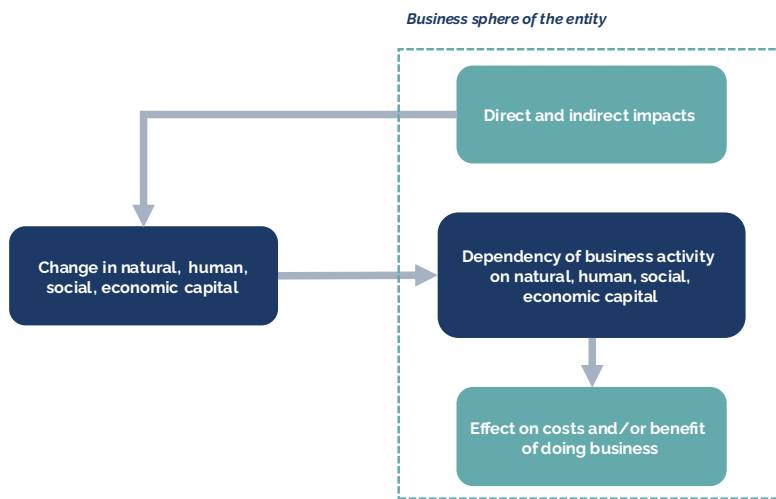 Business sphere of the entity
Direct and indirect impacts
Change in natural, human,
social, economic capital
Dependency of business activity
on natural, human, social,
economic capital
Effect on costs and/or benefit
of doing business